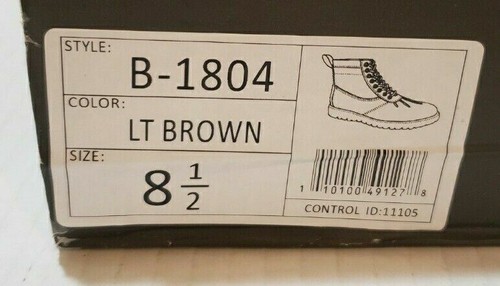 STYLE:
B-1804
COLOR:
LT BROWN
SIZE:
8 1/2
1 10100 49127 8
CONTROL ID:11105